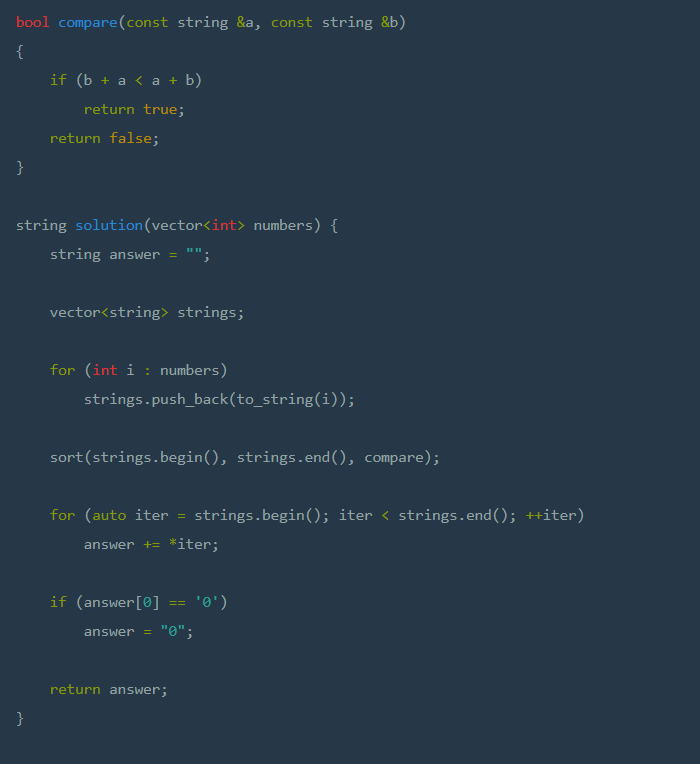 bool compare(const string &a, const string &b)
{
    if (b + a < a + b)
        return true;
    return false;
}
string solution(vector<int> numbers) {
    string answer = "";
    vector<string> strings;
    for (int i : numbers)
        strings.push_back(to_string(i));
    sort(strings.begin(), strings.end(), compare);
    for (auto iter = strings.begin(); iter < strings.end(); ++iter)
        answer += *iter;
    if (answer[0] == '0')
        answer = "0";
    return answer;
}